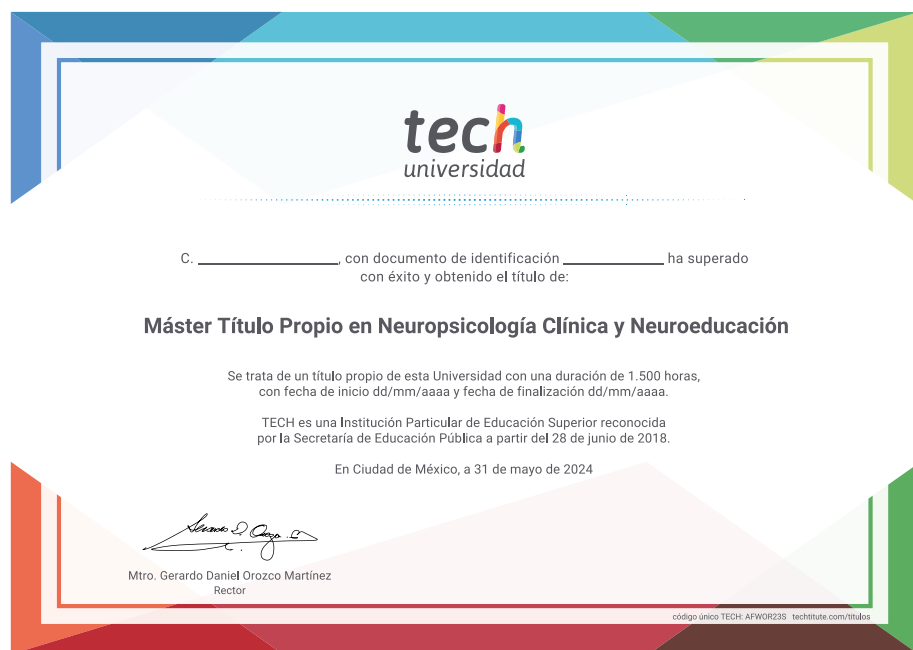 tech
universidad
C. ____________, con documento de identificación ____________ ha superado
con éxito y obtenido el título de:
Máster Título Propio en Neuropsicología Clínica y Neuroeducación
Se trata de un título propio de esta Universidad con una duración de 1.500 horas,
con fecha de inicio dd/mm/aaaa y fecha de finalización dd/mm/aaaa.
TECH es una Institución Particular de Educación Superior reconocida
por la Secretaría de Educación Pública a partir del 28 de junio de 2018.
En Ciudad de México, a 31 de mayo de 2024
Mtro. Gerardo Daniel Orozco Martínez
Rector
código único TECH: AFWOR23S techtitute.com/titulos